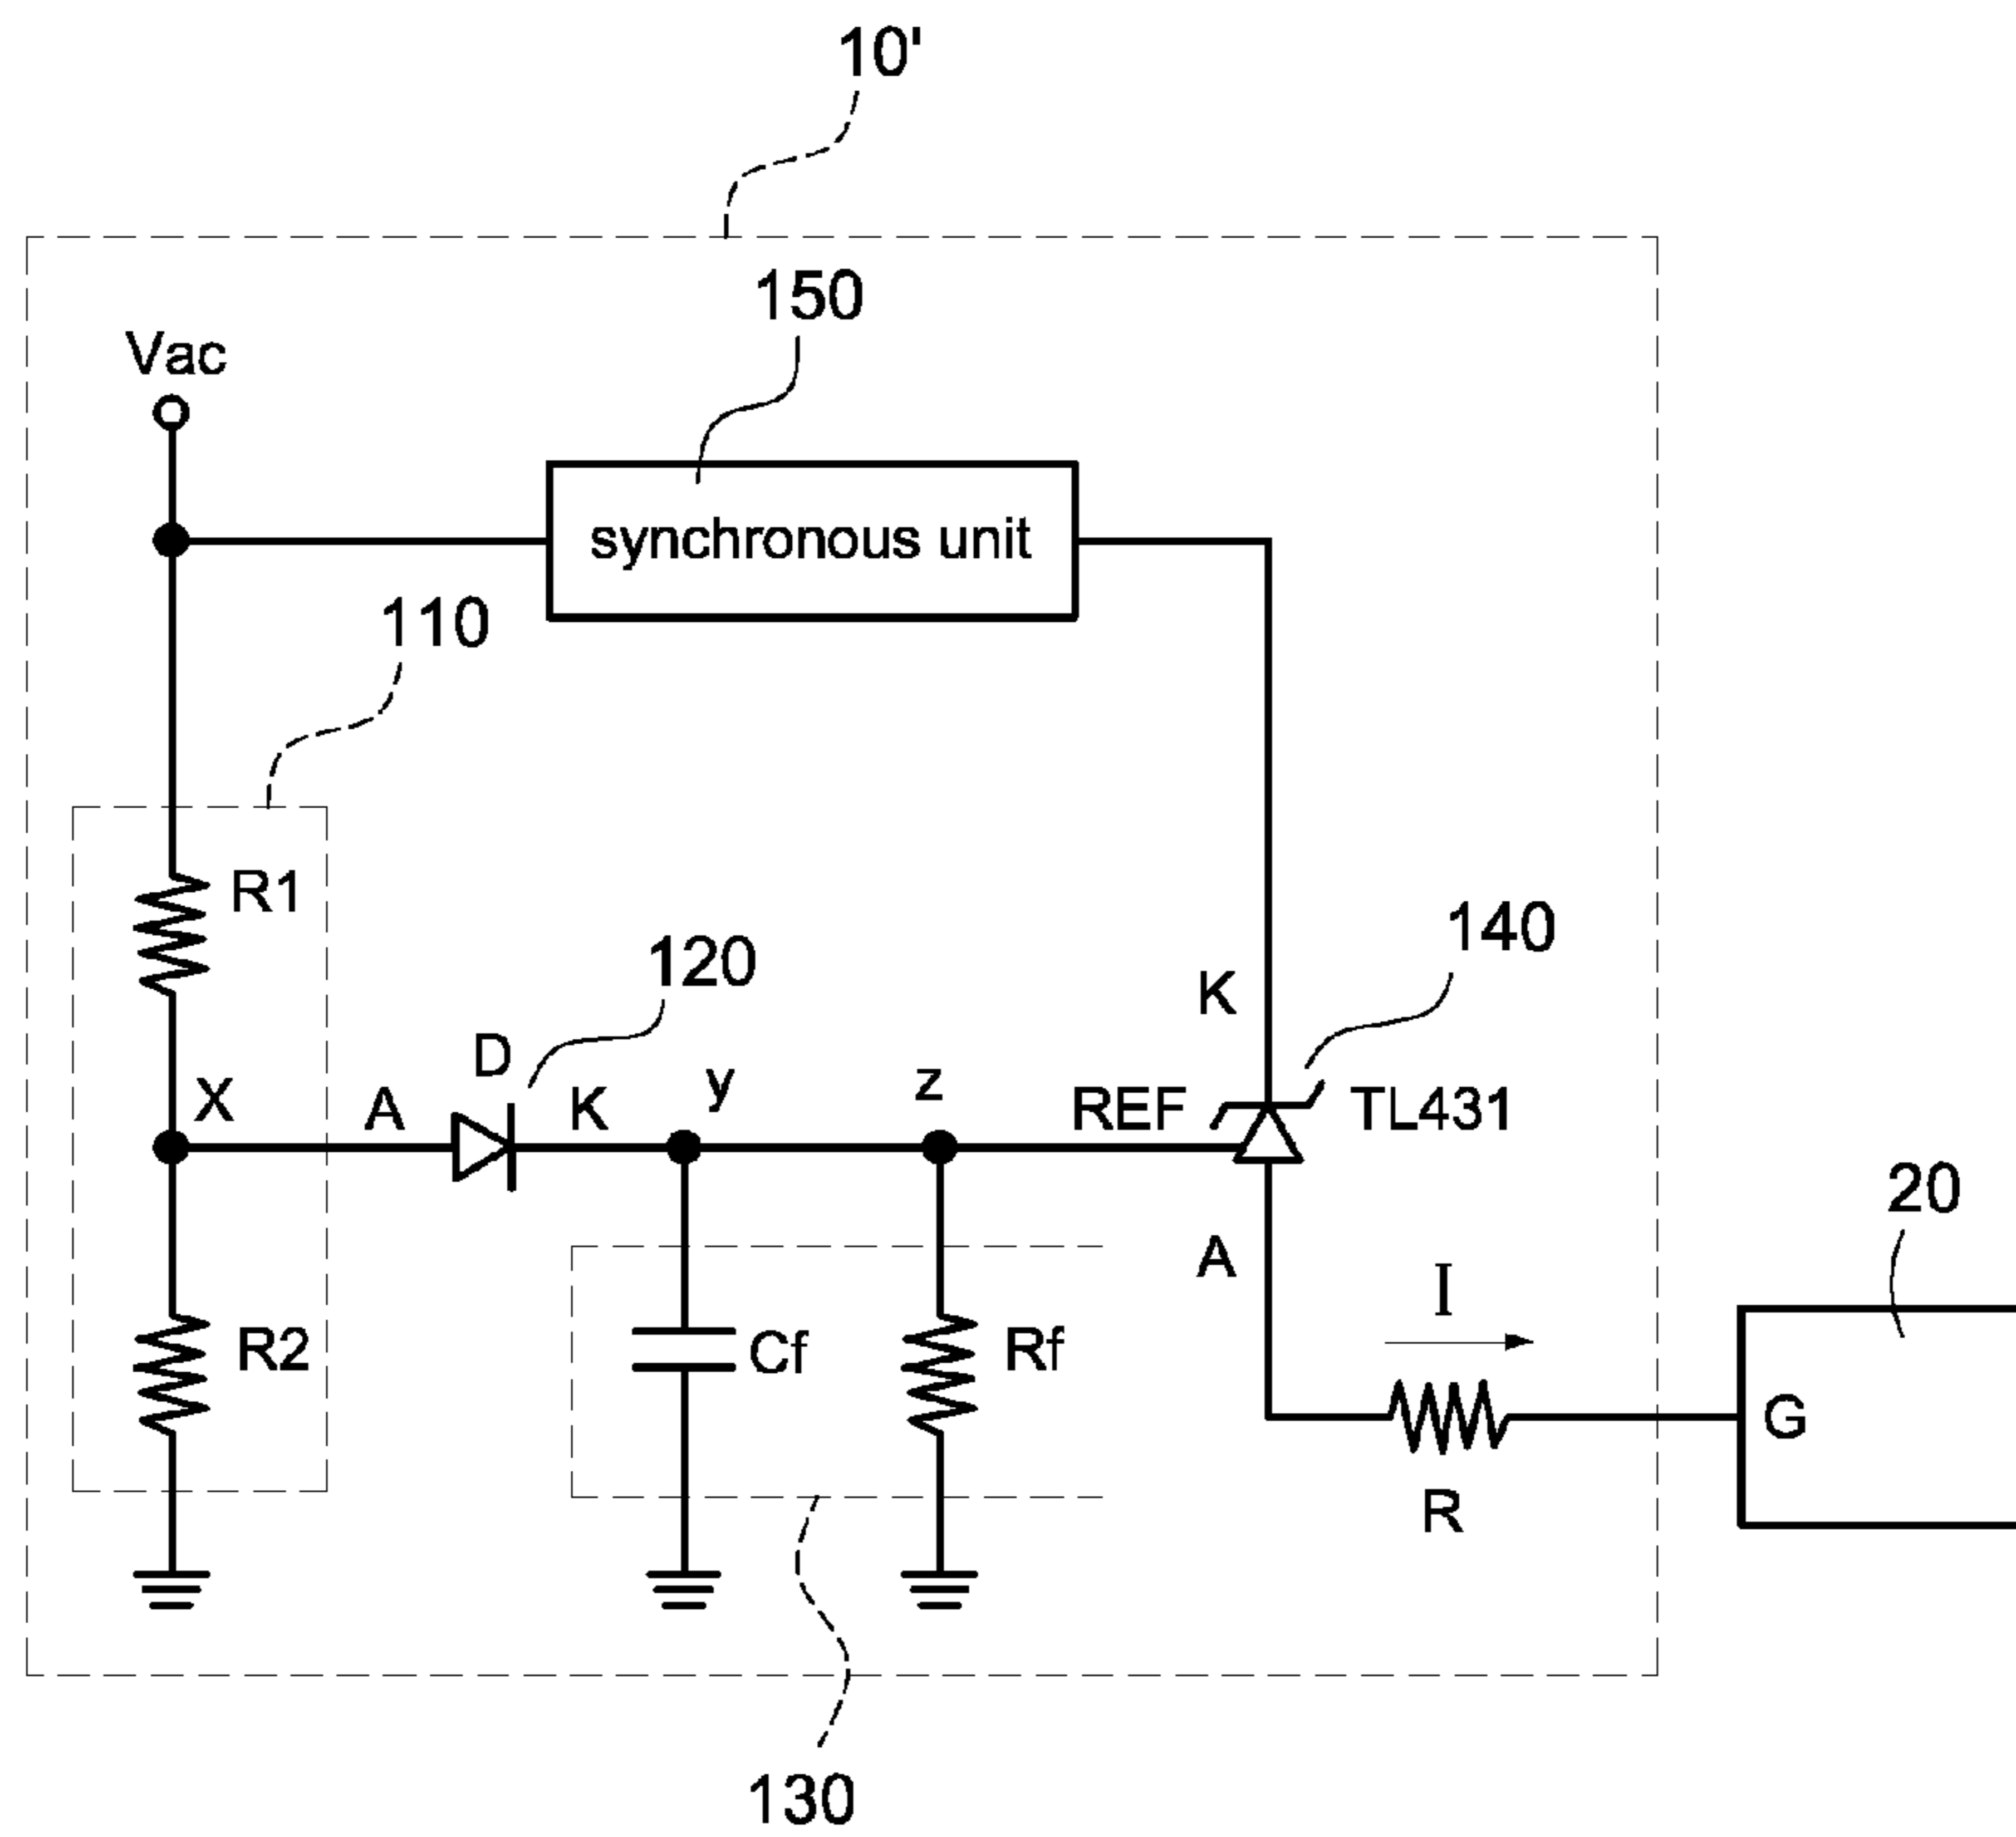 10'
150
Vac
synchronous unit
110
R1
140
120
K
D
X
A
K
y
z
REF
TL431
20
A
I
R2
Cf
Rf
G
R
130